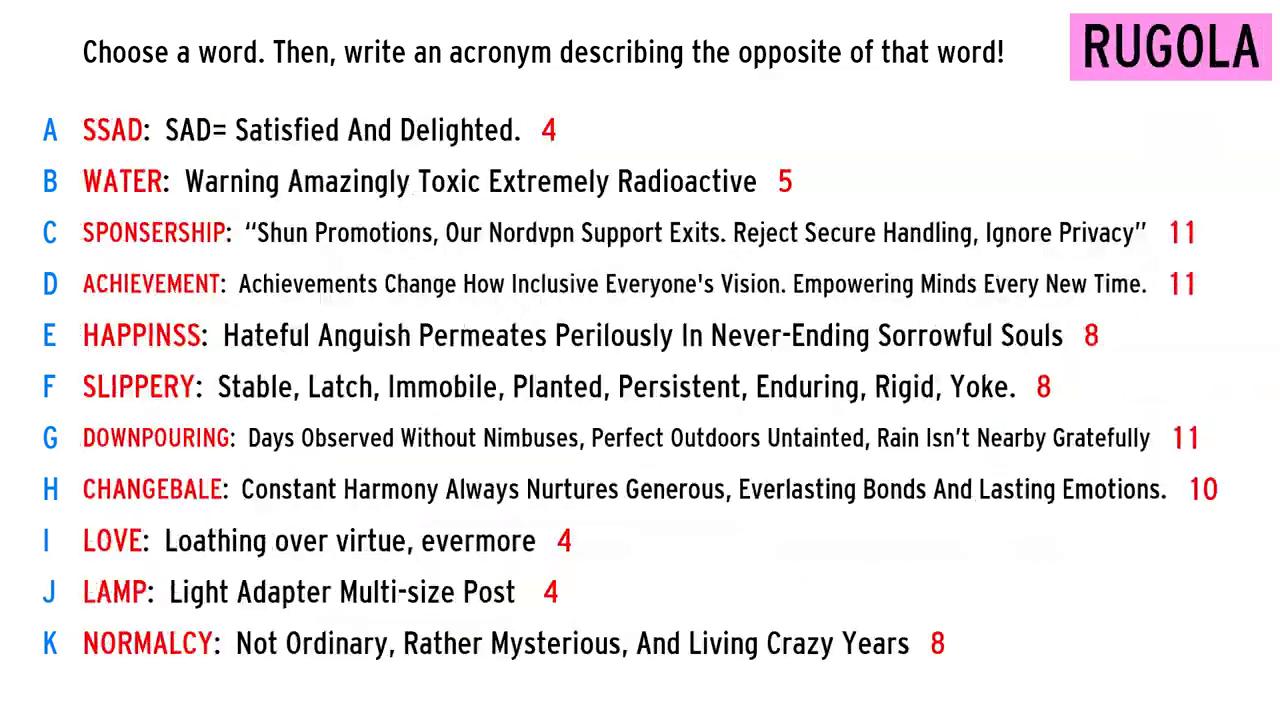 Choose a word. Then, write an acronym describing the opposite of that word!
RUGOLA
A SSAD: SAD= Satisfied And Delighted. 4
B WATER: Warning Amazingly Toxic Extremely Radioactive 5
C SPONSERSHIP: “Shun Promotions, Our Nordvpn Support Exits. Reject Secure Handling, Ignore Privacy” 11
D ACHIEVEMENT: Achievements Change How Inclusive Everyone's Vision. Empowering Minds Every New Time. 11
E HAPPINSS: Hateful Anguish Permeates Perilously In Never-Ending Sorrowful Souls 8
F SLIPPERY: Stable, Latch, Immobile, Planted, Persistent, Enduring, Rigid, Yoke. 8
G DOWNPOURING: Days Observed Without Nimbuses, Perfect Outdoors Untainted, Rain Isn’t Nearby Gratefully 11
H CHANGEBALE: Constant Harmony Always Nurtures Generous, Everlasting Bonds And Lasting Emotions. 10
I LOVE: Loathing over virtue, evermore 4
J LAMP: Light Adapter Multi-size Post 4
K NORMALCY: Not Ordinary, Rather Mysterious, And Living Crazy Years 8